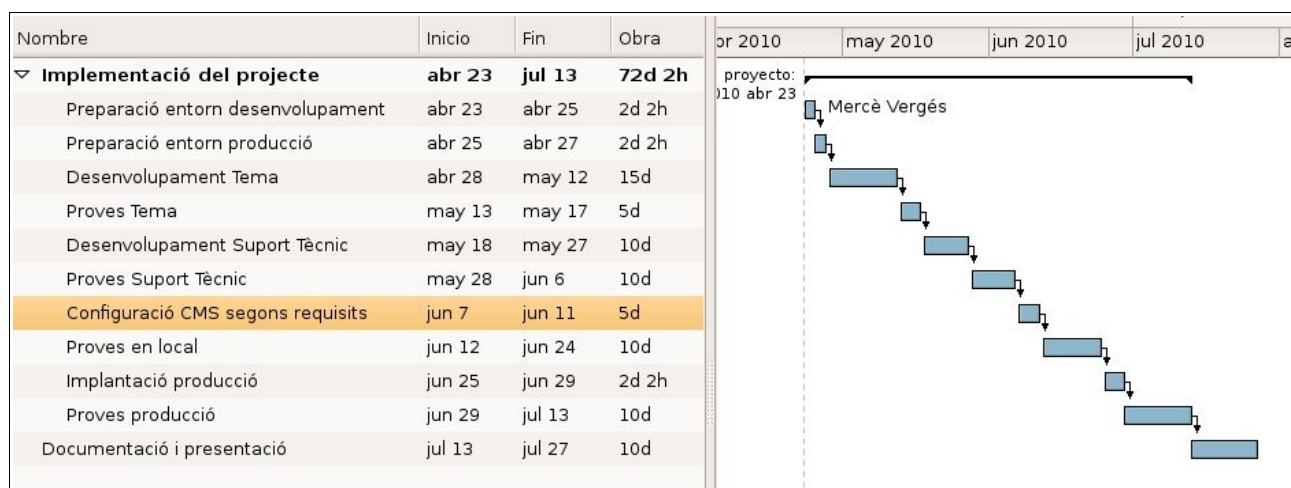 Nombre Inicio Fin Obra
Implementació del projecte abr 23 jul 13 72d 2h
Preparació entorn desenvolupament abr 23 abr 25 2d 2h
Preparació entorn producció abr 25 abr 27 2d 2h
Desenvolupament Tema abr 28 may 12 15d
Proves Tema may 13 may 17 5d
Desenvolupament Suport Tècnic may 18 may 27 10d
Proves Suport Tècnic may 28 jun 6 10d
Configuració CMS segons requisits jun 7 jun 11 5d
Proves en local jun 12 jun 24 10d
Implantació producció jun 25 jun 29 2d 2h
Proves producció jun 29 jul 13 10d
Documentació i presentació jul 13 jul 27 10d
2010 may 2010 jun 2010 jul 2010
proyecto:
abr 23
Mercè Vergés